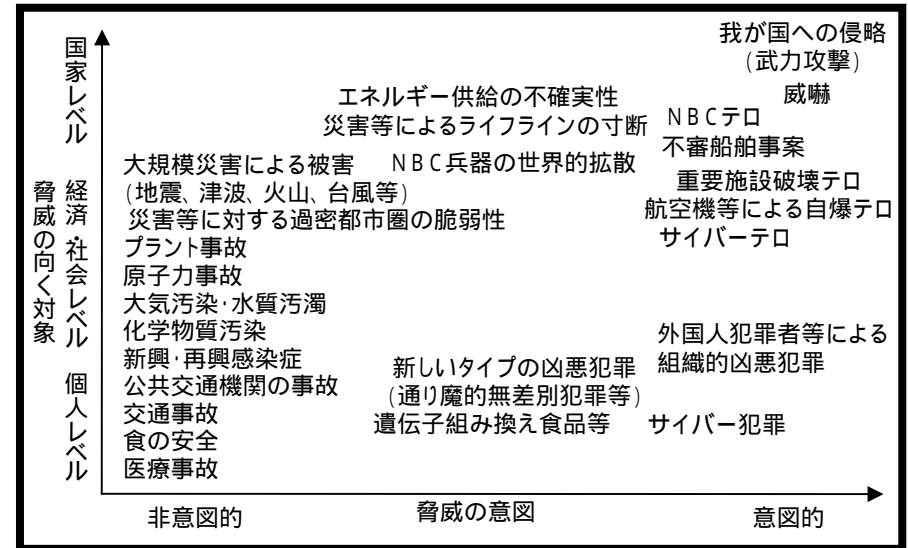 国家レベル
経済・社会レベル
個人レベル
脅威の向く対象
我が国への侵略
(武力攻撃)
威嚇
エネルギー供給の不確実性
災害等によるライフラインの寸断
NBCテロ
不審船舶事案
大規模災害による被害
(地震、津波、火山、台風等)
NBC兵器の世界的拡散
重要施設破壊テロ
航空機等による自爆テロ
サイバーテロ
災害等に対する過密都市圏の脆弱性
プラント事故
原子力事故
大気汚染・水質汚濁
化学物質汚染
新興・再興感染症
公共交通機関の事故
交通事故
食の安全
医療事故
新しいタイプの凶悪犯罪
(通り魔的無差別犯罪等)
遺伝子組み換え食品等
外国人犯罪者等による
組織的凶悪犯罪
サイバー犯罪
非意図的
脅威の意図
意図的